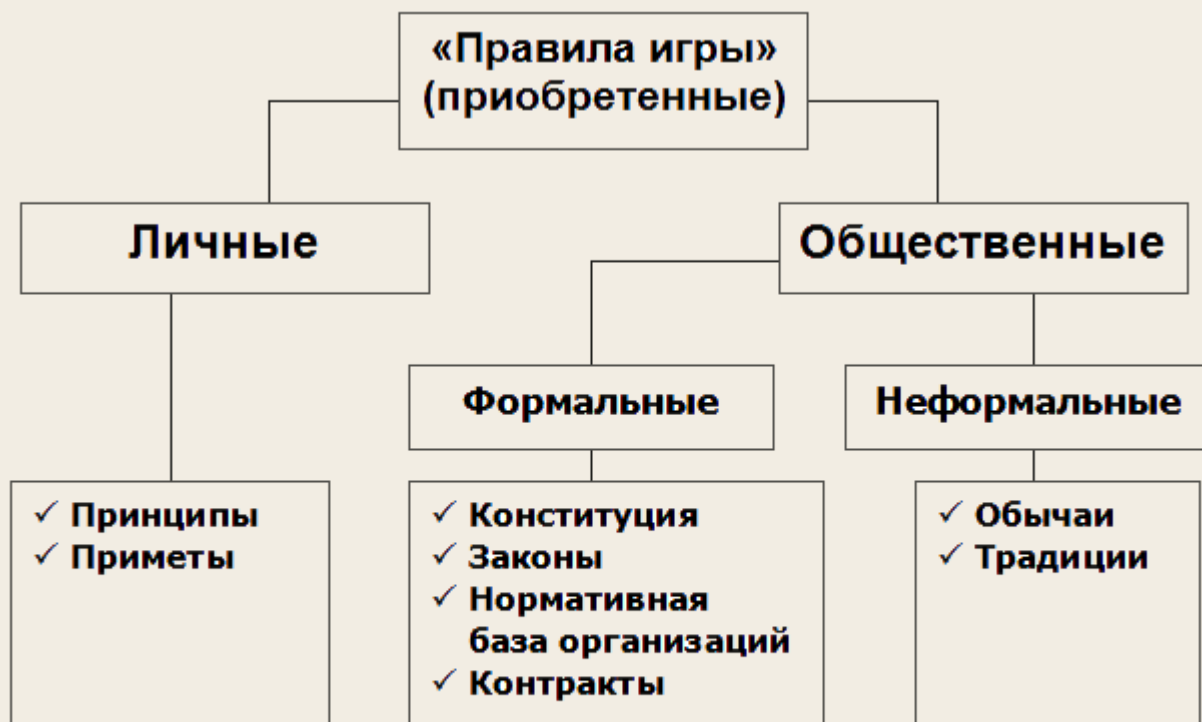 «Правила игры»
(приобретенные)
Личные
Общественные
Формальные
Неформальные
✓ Принципы
✓ Приметы
✓ Конституция
✓ Законы
✓ Нормативная
база организаций
✓ Контракты
✓ Обычаи
✓ Традиции